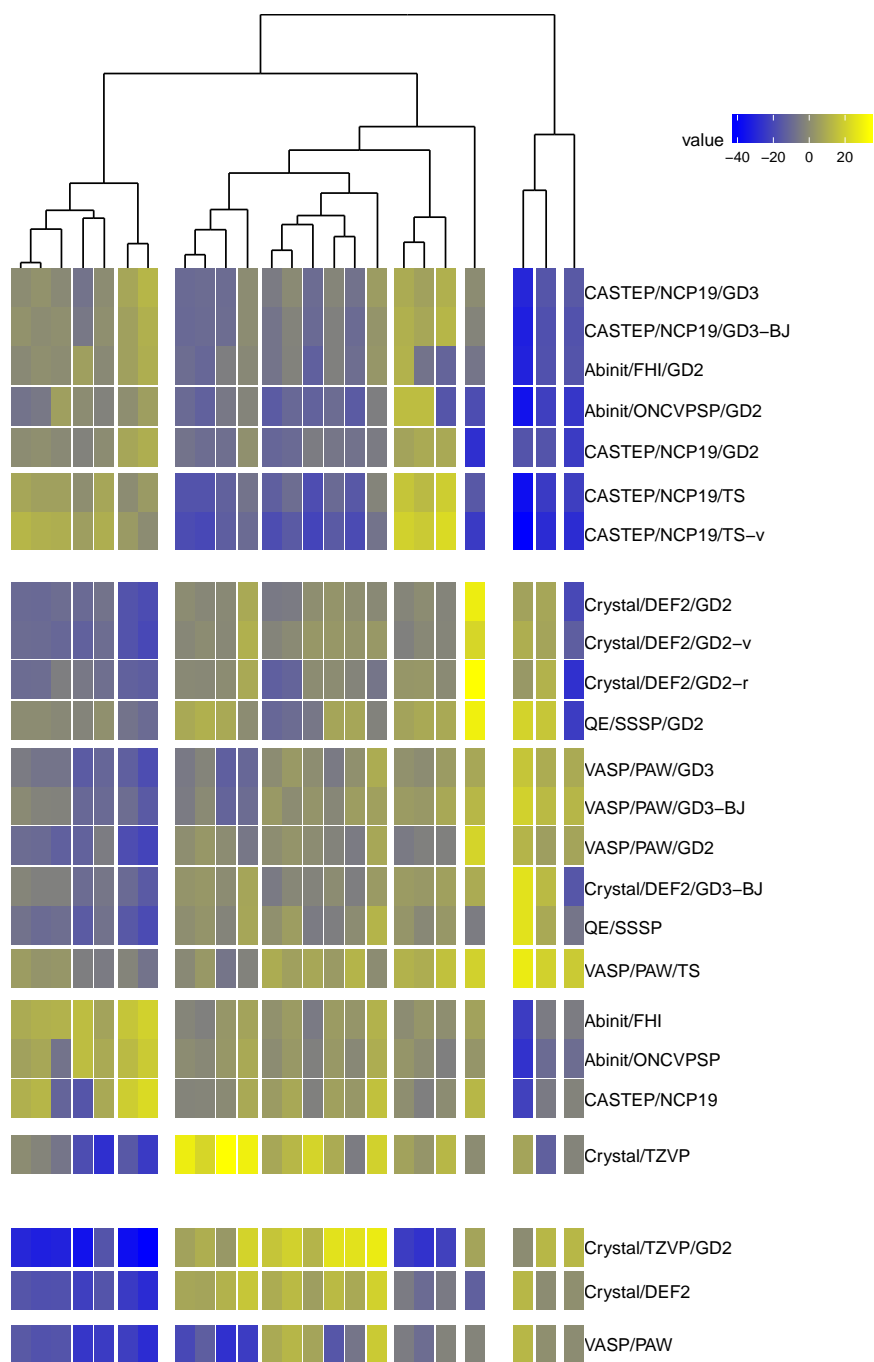 value
−40 −20 0 20
CASTEP/NCP19/GD3
CASTEP/NCP19/GD3−BJ
Abinit/FHI/GD2
Abinit/ONCVPSP/GD2
CASTEP/NCP19/GD2
CASTEP/NCP19/TS
CASTEP/NCP19/TS−v
Crystal/DEF2/GD2
Crystal/DEF2/GD2−v
Crystal/DEF2/GD2−r
QE/SSSP/GD2
VASP/PAW/GD3
VASP/PAW/GD3−BJ
VASP/PAW/GD2
Crystal/DEF2/GD3−BJ
QE/SSSP
VASP/PAW/TS
Abinit/FHI
Abinit/ONCVPSP
CASTEP/NCP19
Crystal/TZVP
Crystal/TZVP/GD2
Crystal/DEF2
VASP/PAW